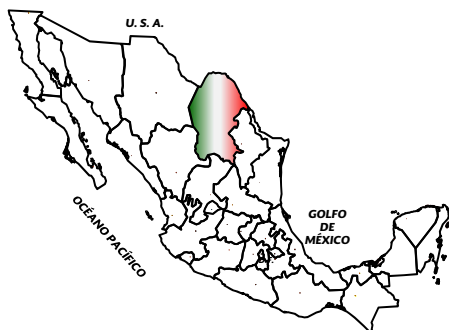 U. S. A.
OCÉANO PACÍFICO
GOLFO
DE
MÉXICO